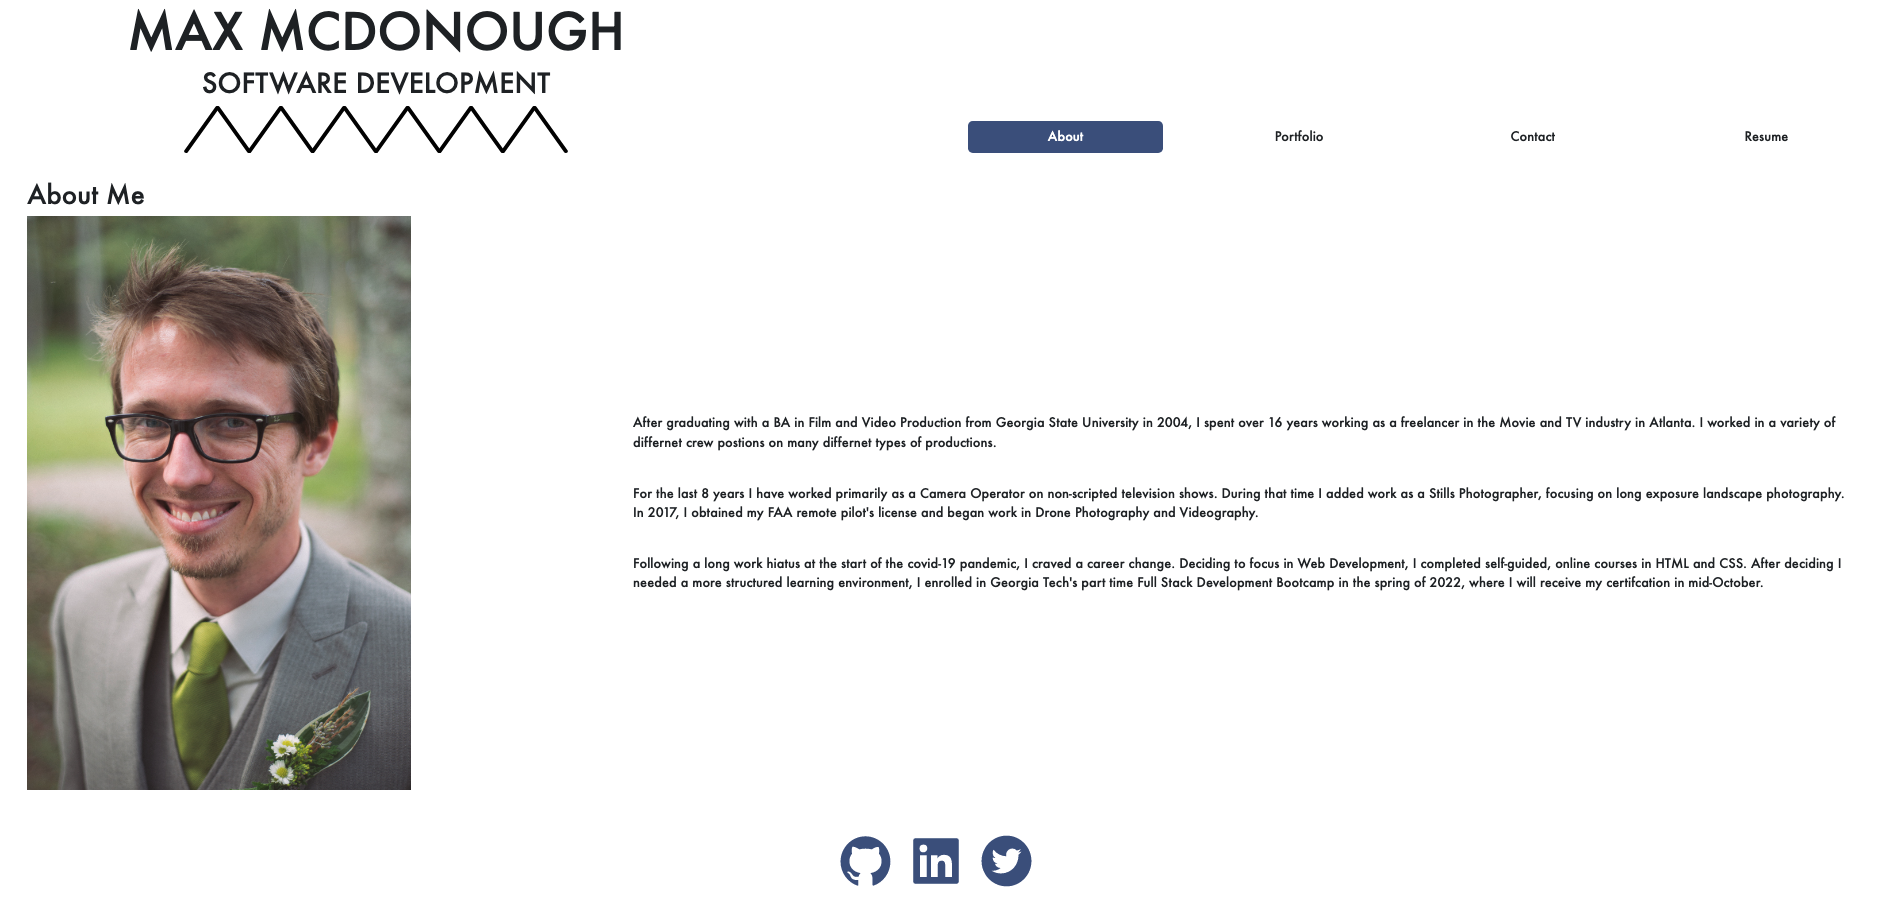 MAX MCDONOUGH
SOFTWARE DEVELOPMENT
About
Portfolio
Contact
Resume
About Me
After graduating with a BA in Film and Video Production from Georgia State University in 2004, I spent over 16 years working as a freelancer in the Movie and TV industry in Atlanta. I worked in a variety of
differnet crew postions on many differnet types of productions.
For the last 8 years I have worked primarily as a Camera Operator on non-scripted television shows. During that time I added work as a Stills Photographer, focusing on long exposure landscape photography.
In 2017, I obtained my FAA remote pilot's license and began work in Drone Photography and Videography.
Following a long work hiatus at the start of the covid-19 pandemic, I craved a career change. Deciding to focus in Web Development, I completed self-guided, online courses in HTML and CSS. After deciding I
needed a more structured learning environment, I enrolled in Georgia Tech's part time Full Stack Development Bootcamp in the spring of 2022, where I will receive my certifcation in mid-October.
in